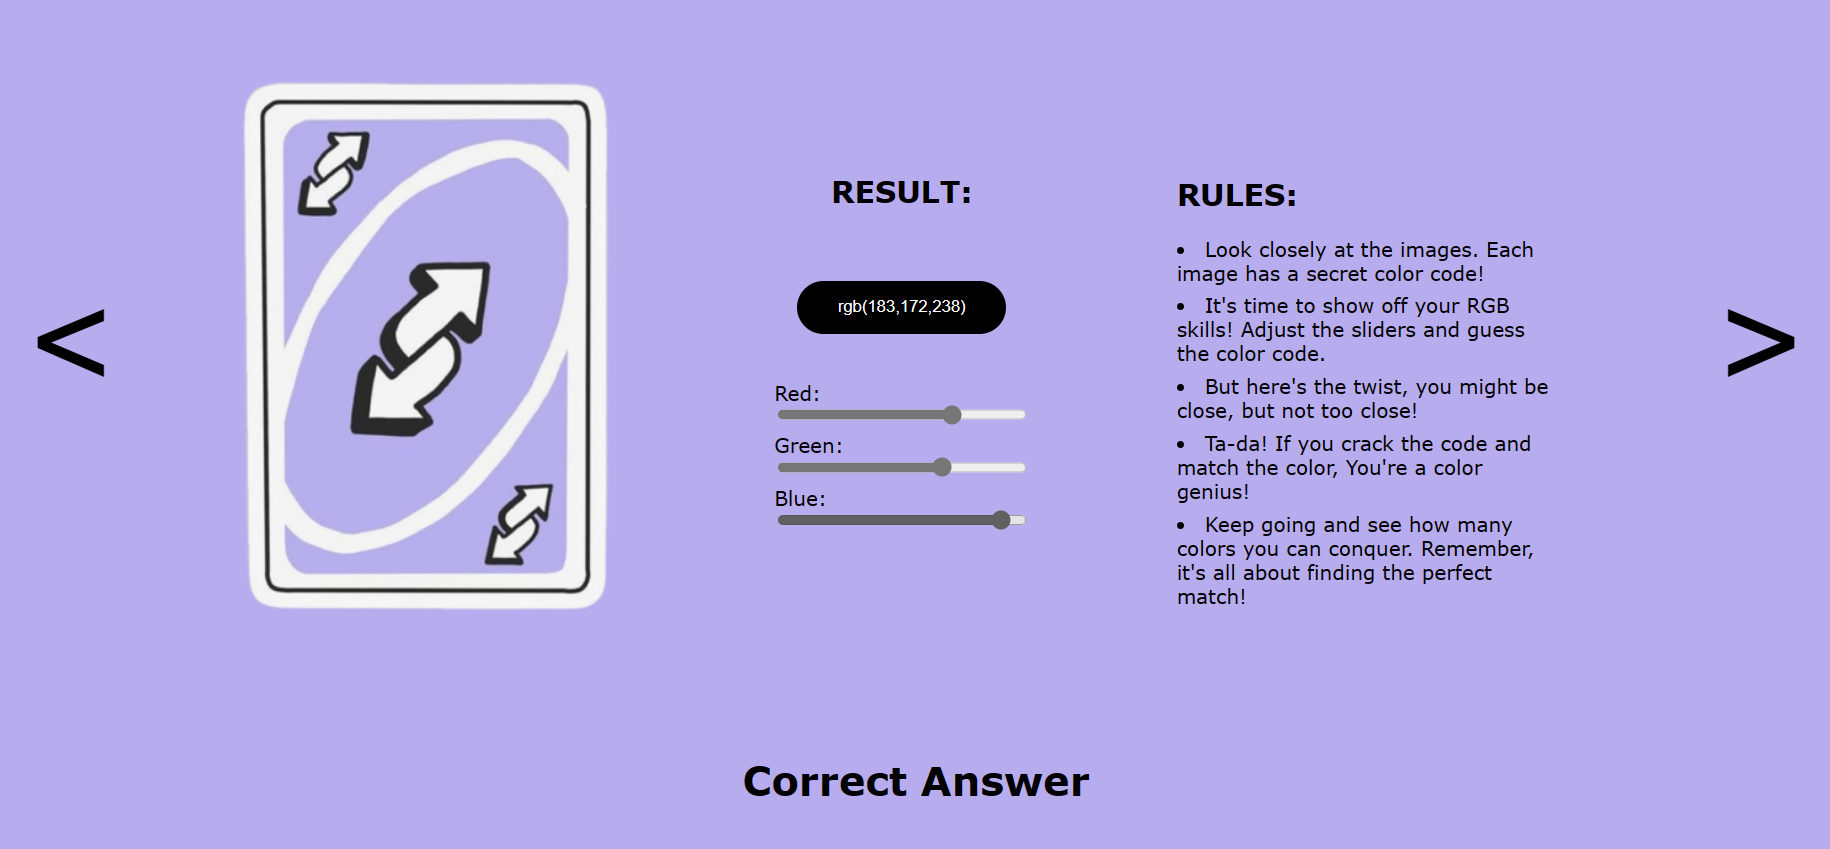 RESULT:
rgb(183,172,238)
Red:
Green:
Blue:
RULES:
• Look closely at the images. Each
image has a secret color code!
• It's time to show off your RGB
skills! Adjust the sliders and guess
the color code.
• But here's the twist, you might be
close, but not too close!
• Ta-da! If you crack the code and
match the color, You're a color
genius!
• Keep going and see how many
colors you can conquer. Remember,
it's all about finding the perfect
match!
<
>
Correct Answer